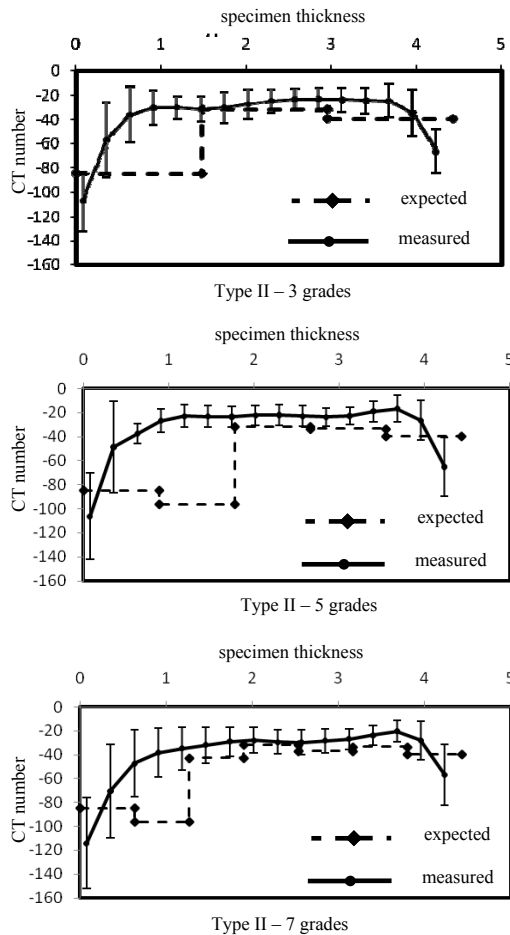 specimen thickness
0 1 2 3 4 5
0
-20
-40
-60
-80
-100
-120
-140
-160
CT number
expected
measured
Type II – 3 grades
specimen thickness
0 1 2 3 4 5
0
-20
-40
-60
-80
-100
-120
-140
-160
CT number
expected
measured
Type II – 5 grades
specimen thickness
0 1 2 3 4 5
0
-20
-40
-60
-80
-100
-120
-140
-160
CT number
expected
measured
Type II – 7 grades